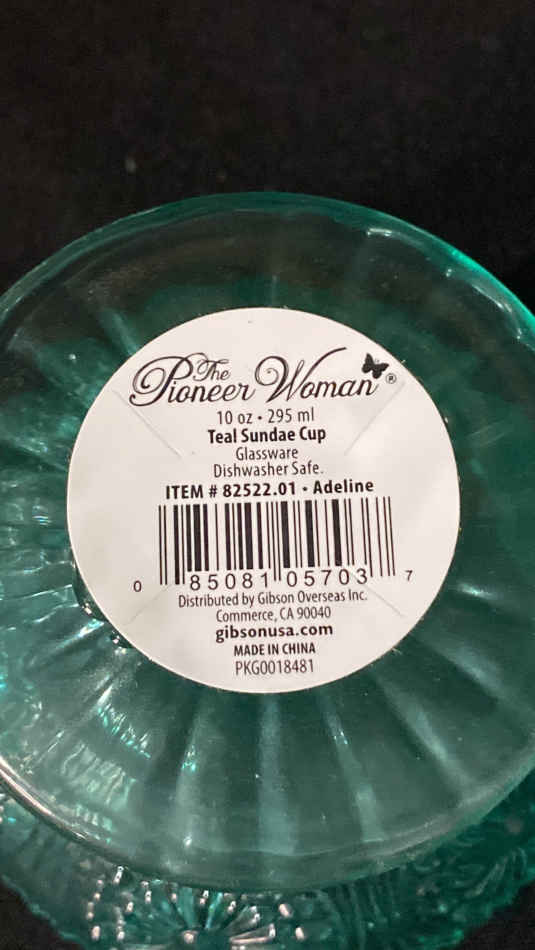 The
Pioneer Woman®
10 oz • 295 ml
Teal Sundae Cup
Glassware
Dishwasher Safe.
ITEM # 82522.01 • Adeline
0 85081 05703 7
Distributed by Gibson Overseas Inc.
Commerce, CA 90040
gibsonusa.com
MADE IN CHINA
PKG0018481